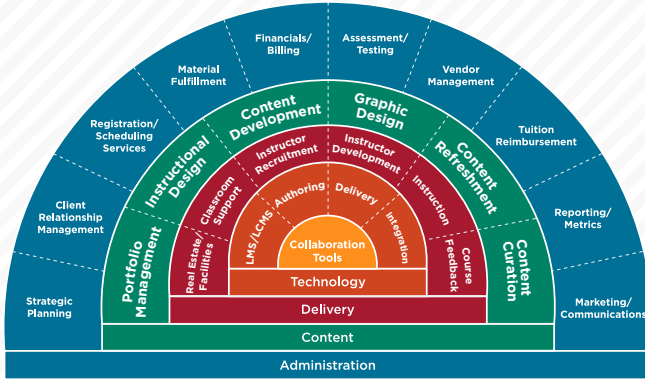 Strategic
Planning
Client
Relationship
Management
Registration/
Scheduling
Services
Material
Fulfillment
Financials/
Billing
Assessment/
Testing
Vendor
Management
Tuition
Reimbursement
Reporting/
Metrics
Marketing/
Communications
Portfolio
Management
Instructional
Design
Content
Development
Graphic
Design
Content
Refreshment
Content
Curation
Real Estate/
Facilities
Classroom
Support
Instructor
Recruitment
Instructor
Development
Instruction
Course
Feedback
LMS/LCMS
Authoring
Delivery
Integration
Collaboration
Tools
Technology
Delivery
Content
Administration